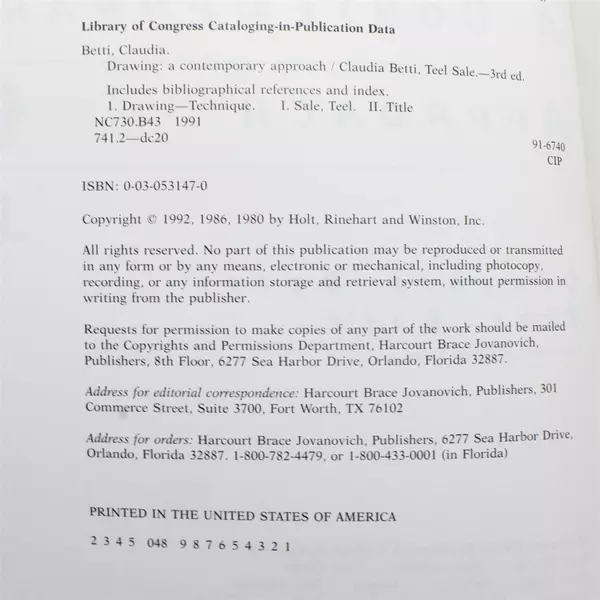 Library of Congress Cataloging-in-Publication Data
Betti, Claudia.
Drawing: a contemporary approach / Claudia Betti, Teel Sale.—3rd ed.
Includes bibliographical references and index.
1. Drawing—Technique. I. Sale, Teel. II. Title
NC730.B43 1991
741.2—dc20
91-6740
CIP
ISBN: 0-03-053147-0
Copyright © 1992, 1986, 1980 by Holt, Rinehart and Winston, Inc.
All rights reserved. No part of this publication may be reproduced or transmitted
in any form or by any means, electronic or mechanical, including photocopy,
recording, or any information storage and retrieval system, without permission in
writing from the publisher.
Requests for permission to make copies of any part of the work should be mailed
to the Copyrights and Permissions Department, Harcourt Brace Jovanovich,
Publishers, 8th Floor, 6277 Sea Harbor Drive, Orlando, Florida 32887.
Address for editorial correspondence: Harcourt Brace Jovanovich, Publishers, 301
Commerce Street, Suite 3700, Fort Worth, TX 76102
Address for orders: Harcourt Brace Jovanovich, Publishers, 6277 Sea Harbor Drive,
Orlando, Florida 32887. 1-800-782-4479, or 1-800-433-0001 (in Florida)
PRINTED IN THE UNITED STATES OF AMERICA
2 3 4 5 048 9 8 7 6 5 4 3 2 1